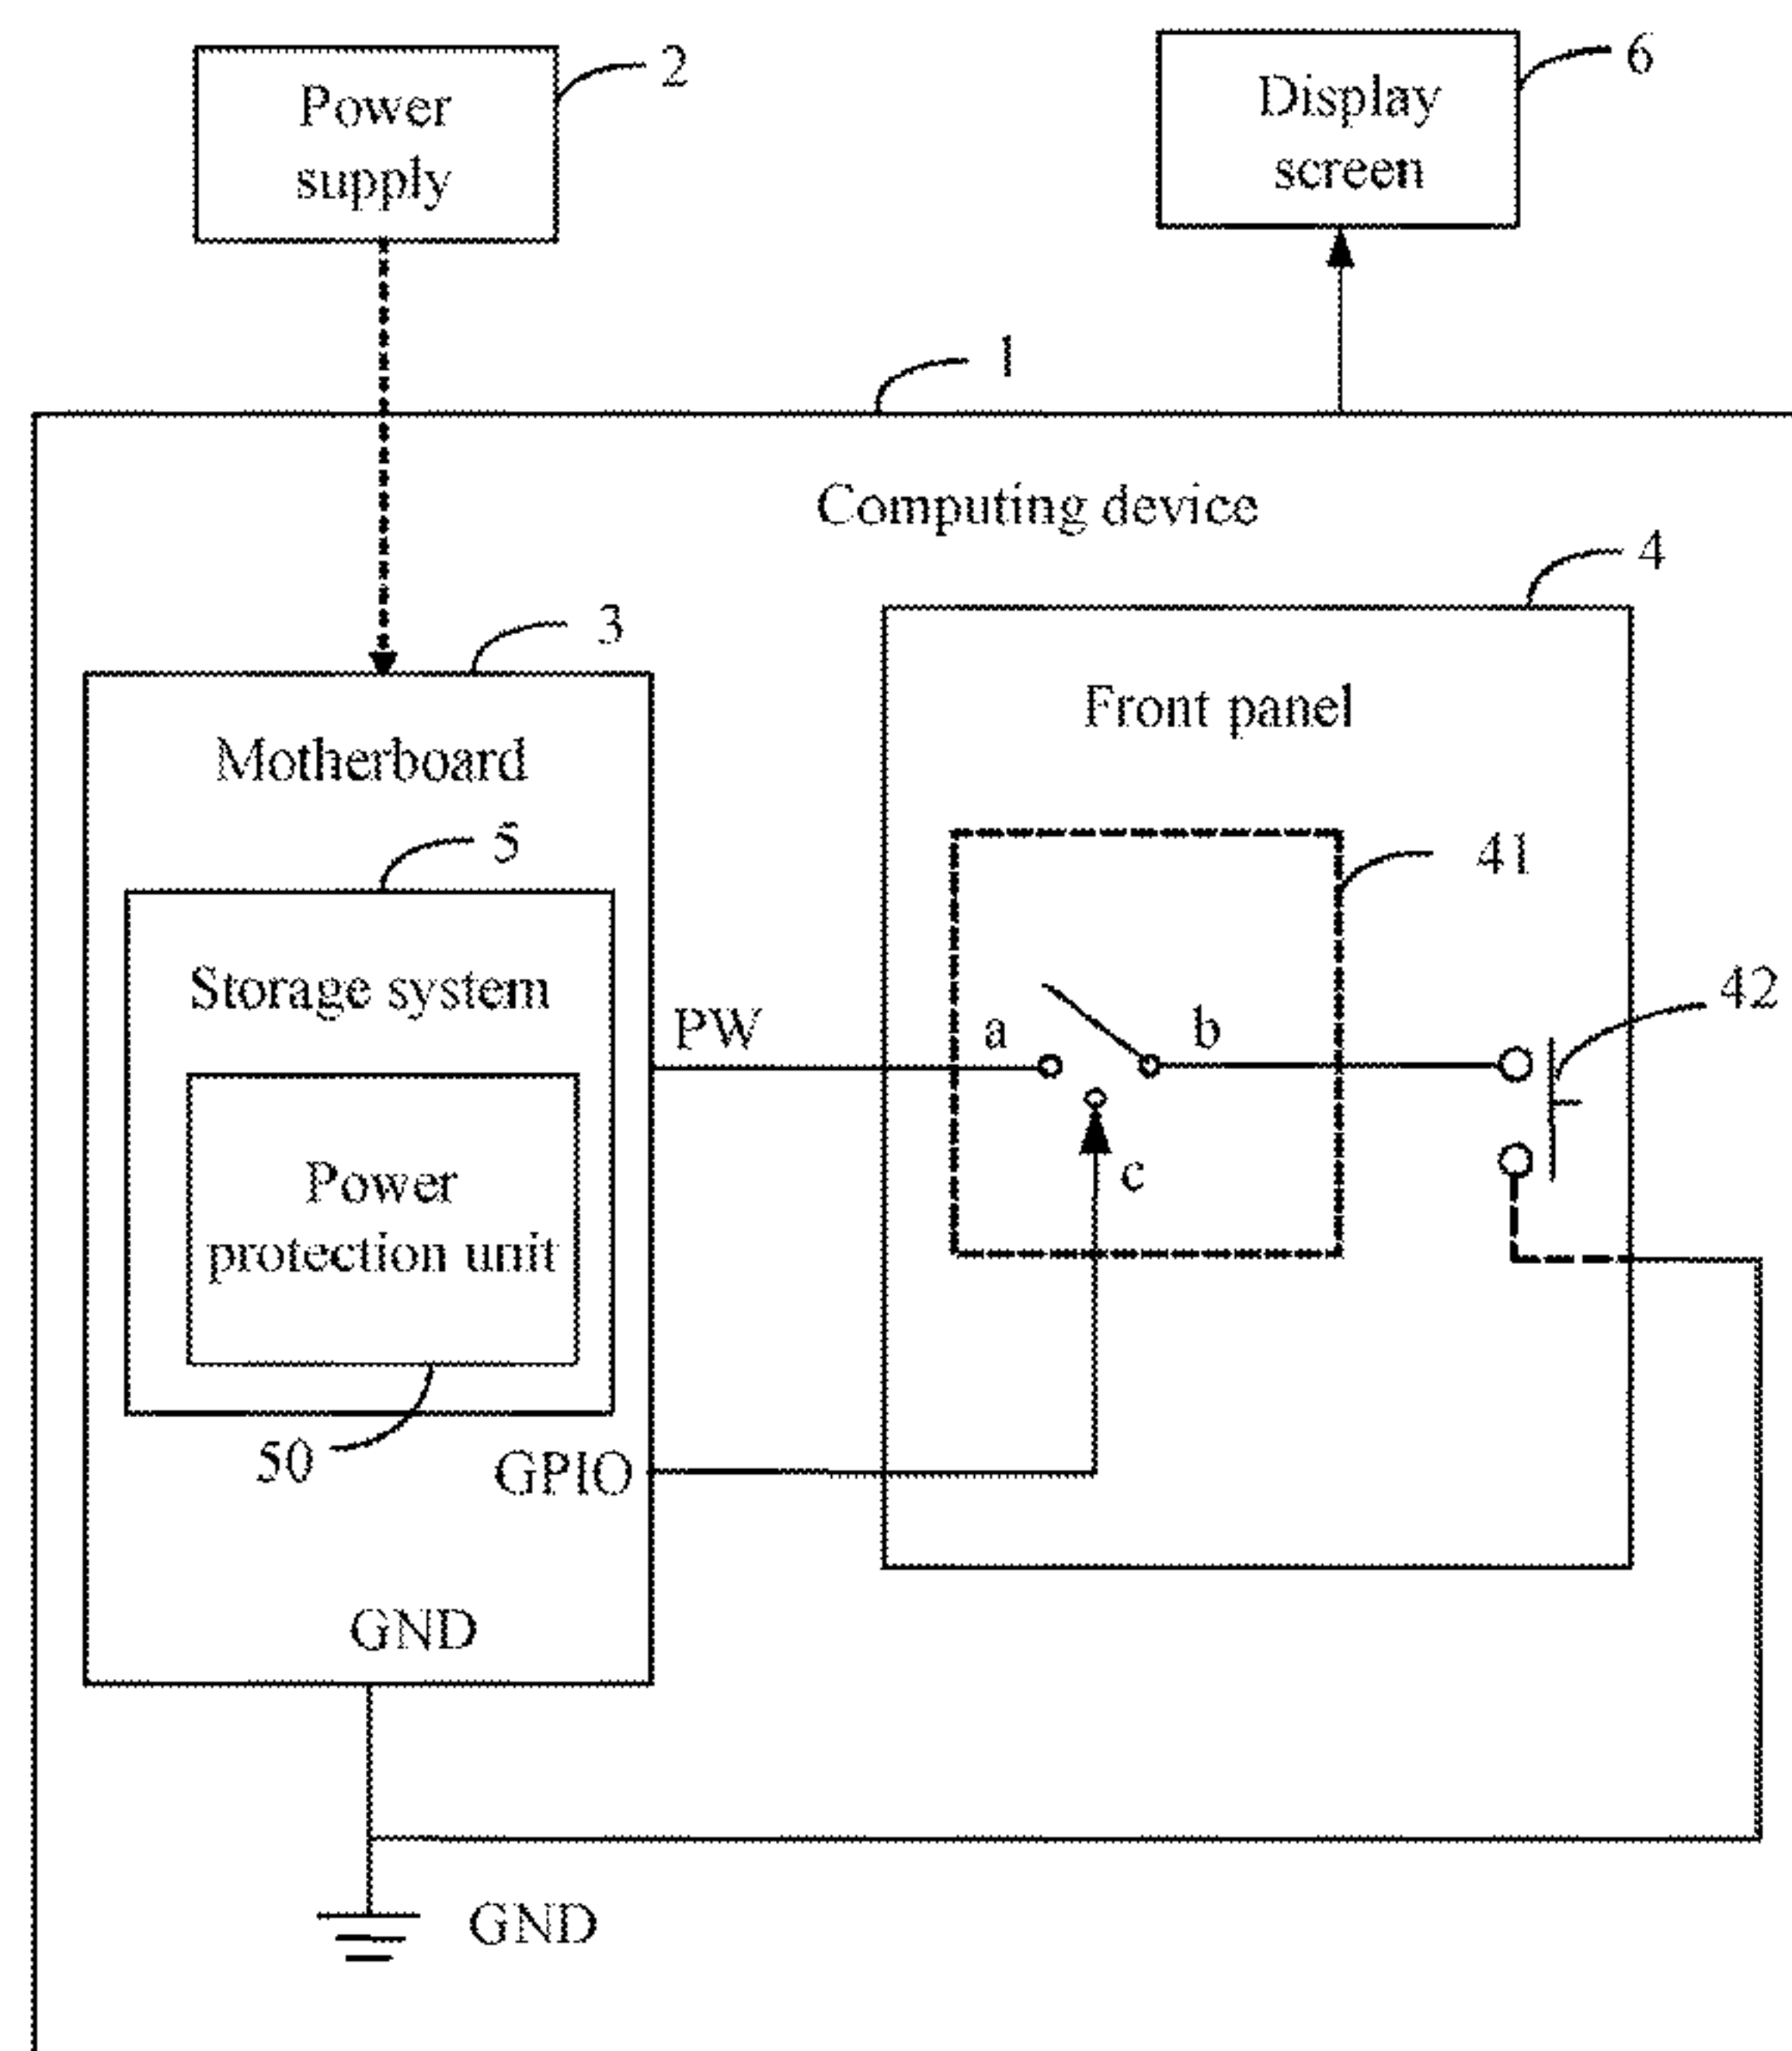 Power
supply
2
Display
screen
6
1
Computing device
4
3
Front panel
Motherboard
5
41
Storage system
42
PW
a
b
Power
protection unit
c
50
GPIO
GND
GND